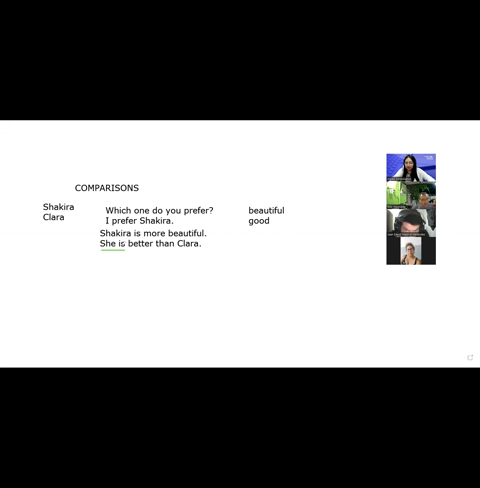 COMPARISONS
Shakira
Clara
Which one do you prefer?
I prefer Shakira.
Shakira is more beautiful.
She is better than Clara.
beautiful
good